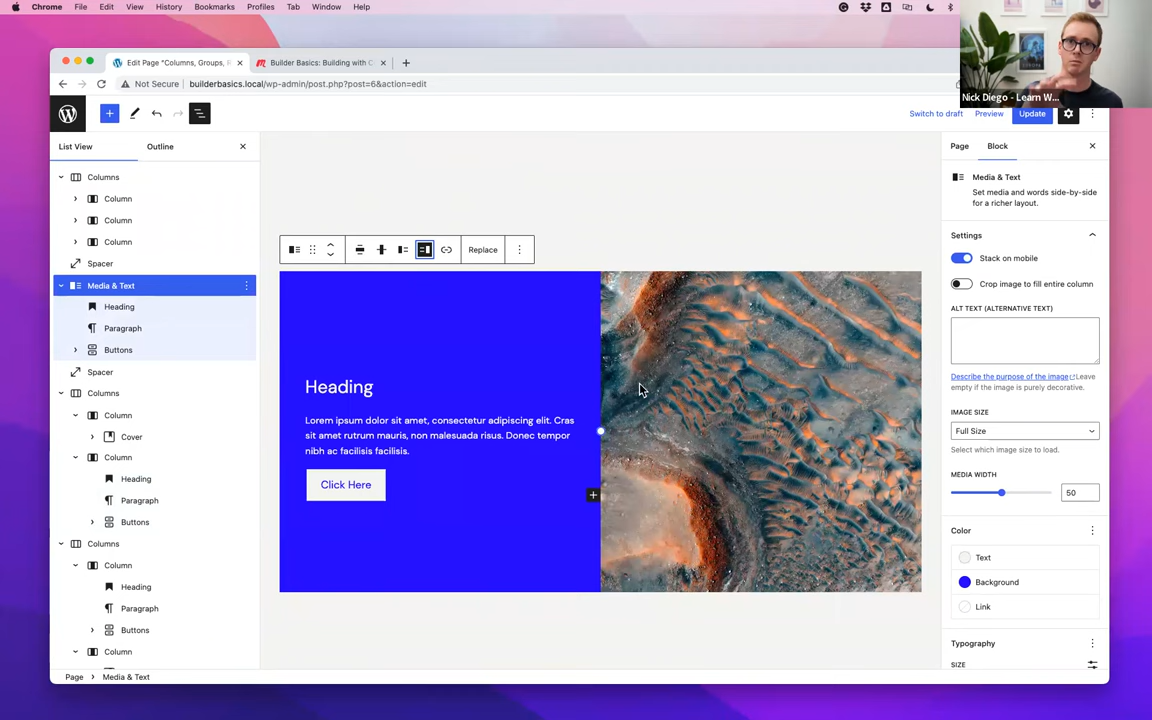 Chrome File Edit View History Bookmarks Profiles Tab Window Help
Edit Page "Columns, Groups, R
Builder Basics: Building with C
Not Secure builderbasics.local/wp-admin/post.php?post=6&action=edit
Nick Diego - Learn W...
Switch to draft Preview Update
List View Outline
Page Block
Columns
Column
Column
Column
Spacer
Media & Text
Heading
Paragraph
Buttons
Spacer
Columns
Column
Cover
Column
Heading
Paragraph
Buttons
Columns
Column
Heading
Paragraph
Buttons
Column
Replace
Heading
Lorem ipsum dolor sit amet, consectetur adipiscing elit. Cras
sit amet rutrum mauris, non malesuada risus. Donec tempor
nibh ac facilisis facilisis.
Click Here
Media & Text
Set media and words side-by-side
for a richer layout.
Settings
Stack on mobile
Crop image to fill entire column
ALT TEXT (ALTERNATIVE TEXT)
Describe the purpose of the image Leave
empty if the image is purely decorative.
IMAGE SIZE
Full Size
Select which image size to load.
MEDIA WIDTH
50
Color
Text
Background
Link
Typography
SIZE
Page Media & Text